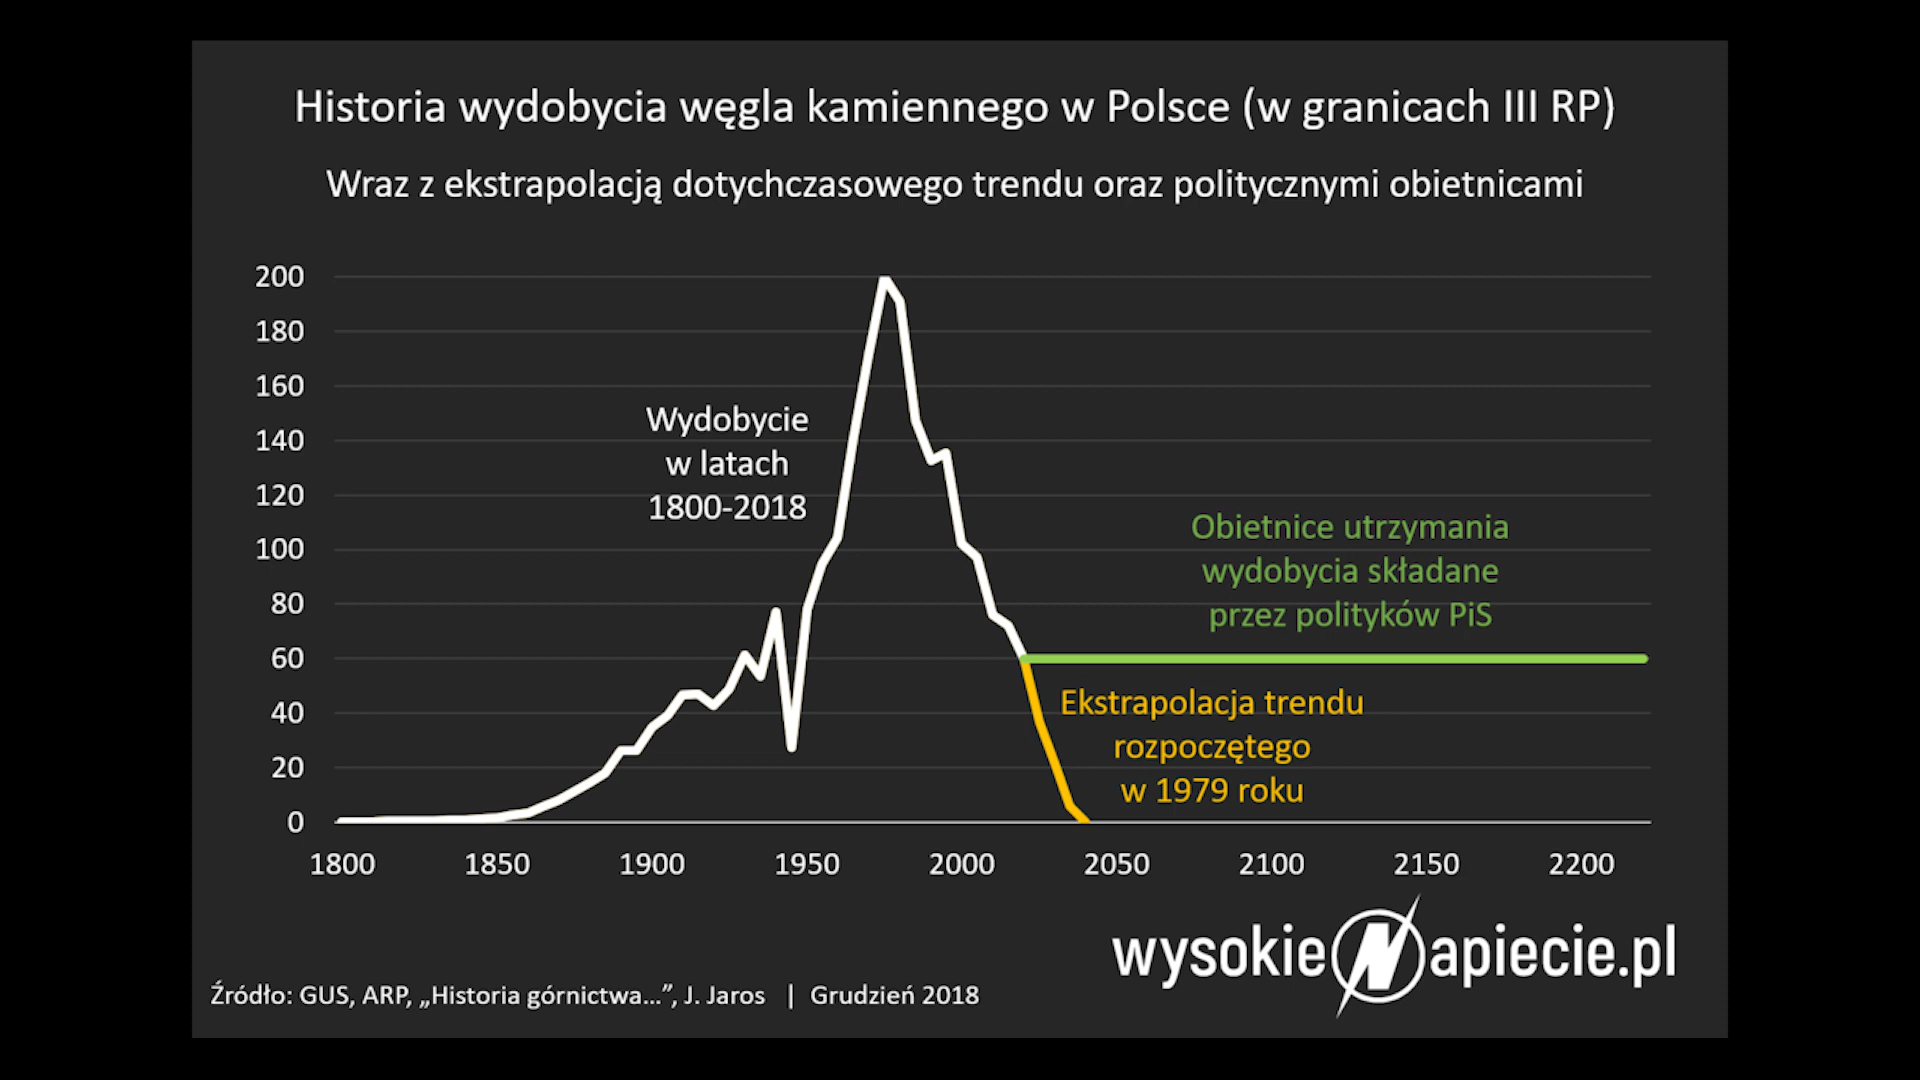 Historia wydobycia węgla kamiennego w Polsce (w granicach III RP)
Wraz z ekstrapolacją dotychczasowego trendu oraz politycznymi obietnicami
200
180
160
140
120
100
80
60
40
20
0
Wydobycie
w latach
1800-2018
Obietnice utrzymania
wydobycia składane
przez polityków PiS
Ekstrapolacja trendu
rozpoczętego
w 1979 roku
1800 1850 1900 1950 2000 2050 2100 2150 2200
wysokieNapiecie.pl
Źródło: GUS, ARP, „Historia górnictwa...”, J. Jaros | Grudzień 2018